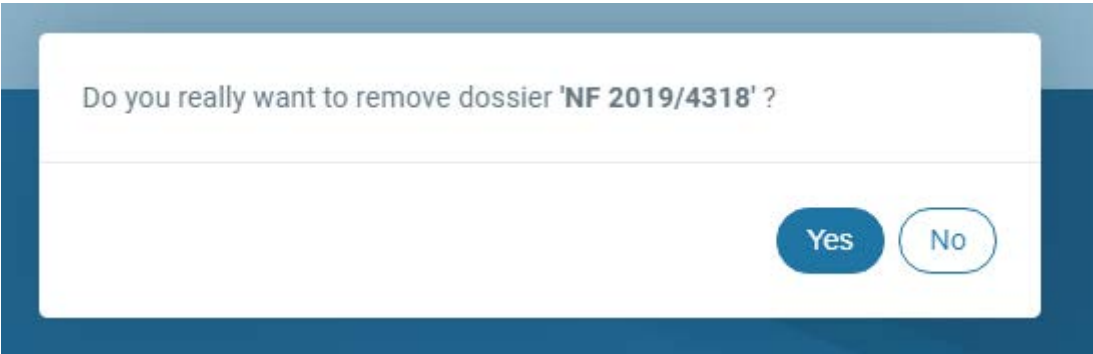 Do you really want to remove dossier 'NF 2019/4318' ?
Yes No